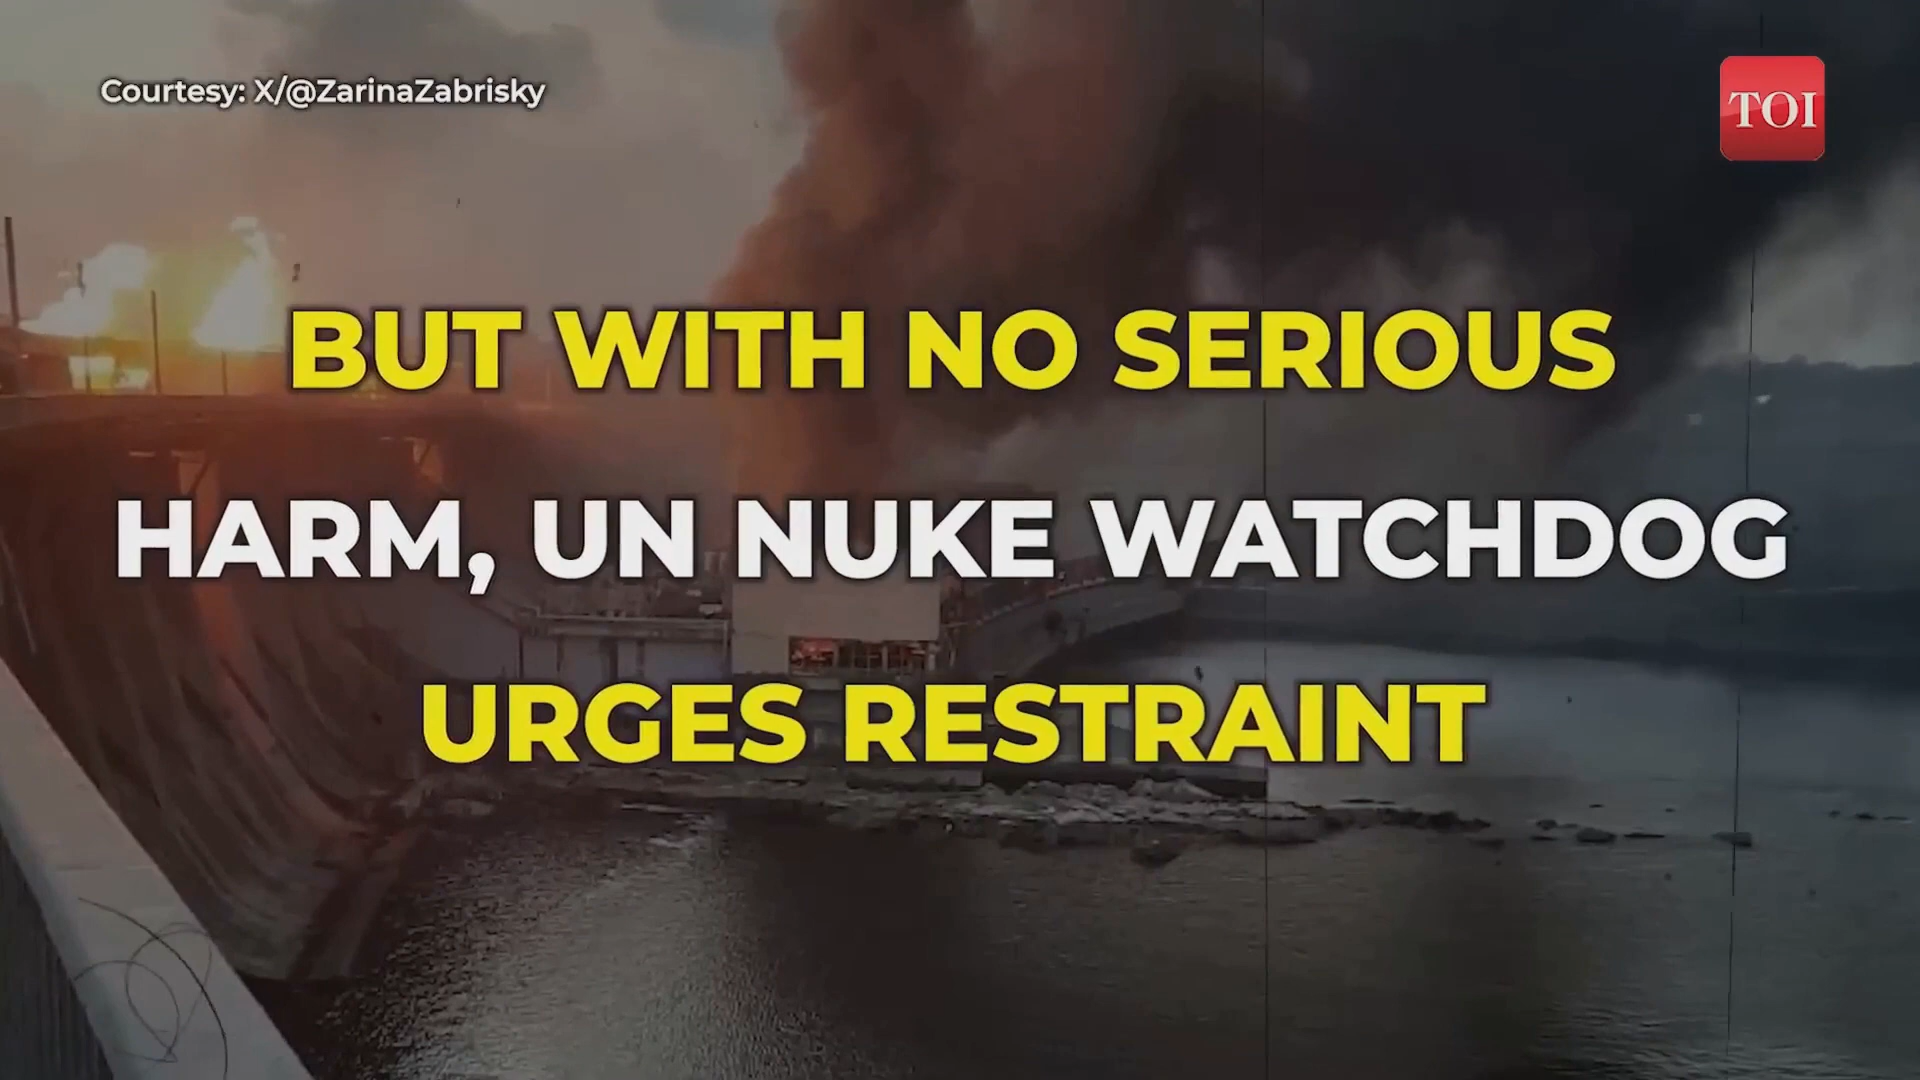 Courtesy: X/@ZarinaZabrisky
TOI
BUT WITH NO SERIOUS
HARM, UN NUKE WATCHDOG
URGES RESTRAINT